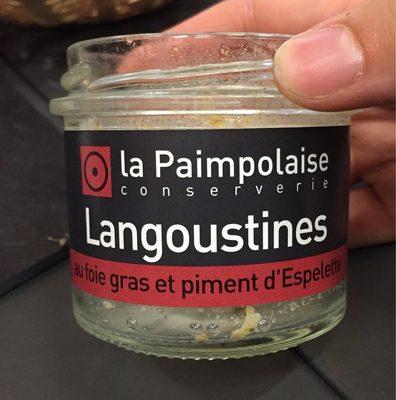 la Paimpolaise
conserverie
Langoustines
au foie gras et piment d'Espelette